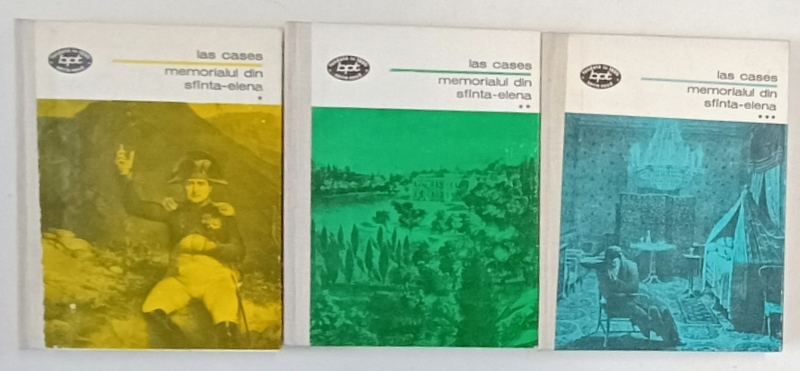 bpt
las cases
memorialul din
sfînta-elena
*
bpt
las cases
memorialul din
sfînta-elena
**
bpt
las cases
memorialul din
sfînta-elena
***